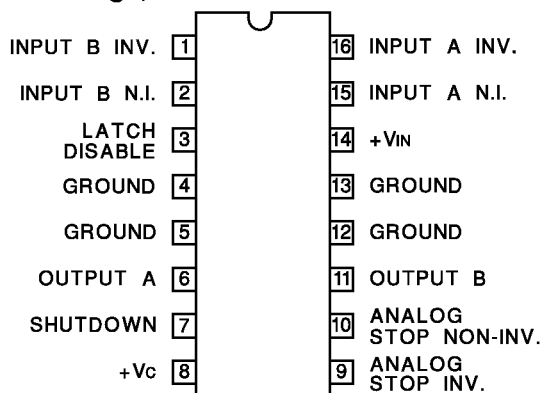 INPUT B INV. 1 16 INPUT A INV.
INPUT B N.I. 2 15 INPUT A N.I.
LATCH
DISABLE 3 14 +VIN
GROUND 4 13 GROUND
GROUND 5 12 GROUND
OUTPUT A 6 11 OUTPUT B
SHUTDOWN 7 10 ANALOG
STOP NON-INV.
+VC 8 9 ANALOG
STOP INV.